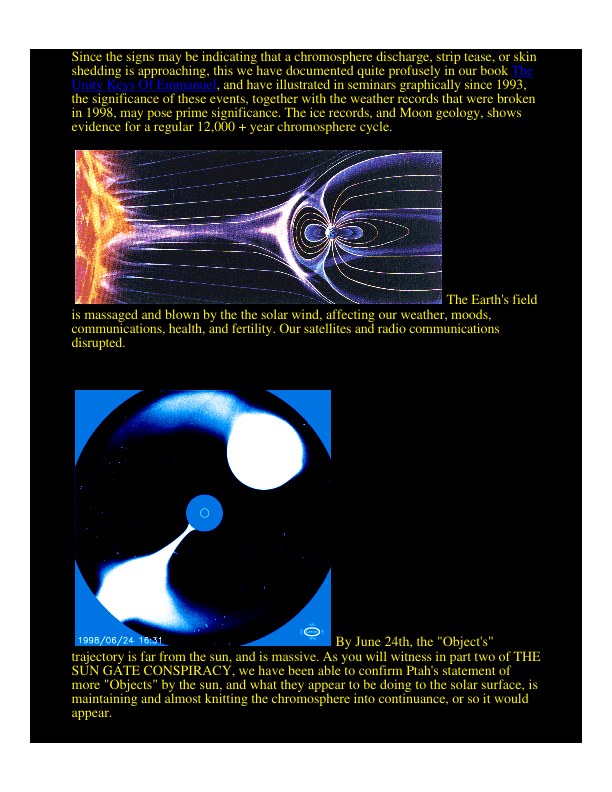 Since the signs may be indicating that a chromosphere discharge, strip tease, or skin
shedding is approaching, this we have documented quite profusely in our book The
Unity Keys Of Emmanuel, and have illustrated in seminars graphically since 1993,
the significance of these events, together with the weather records that were broken
in 1998, may pose prime significance. The ice records, and Moon geology, shows
evidence for a regular 12,000 + year chromosphere cycle.
The Earth's field
is massaged and blown by the the solar wind, affecting our weather, moods,
communications, health, and fertility. Our satellites and radio communications
disrupted.
1998/06/24 16:31
By June 24th, the "Object's"
trajectory is far from the sun, and is massive. As you will witness in part two of THE
SUN GATE CONSPIRACY, we have been able to confirm Ptah's statement of
more "Objects" by the sun, and what they appear to be doing to the solar surface, is
maintaining and almost knitting the chromosphere into continuance, or so it would
appear.